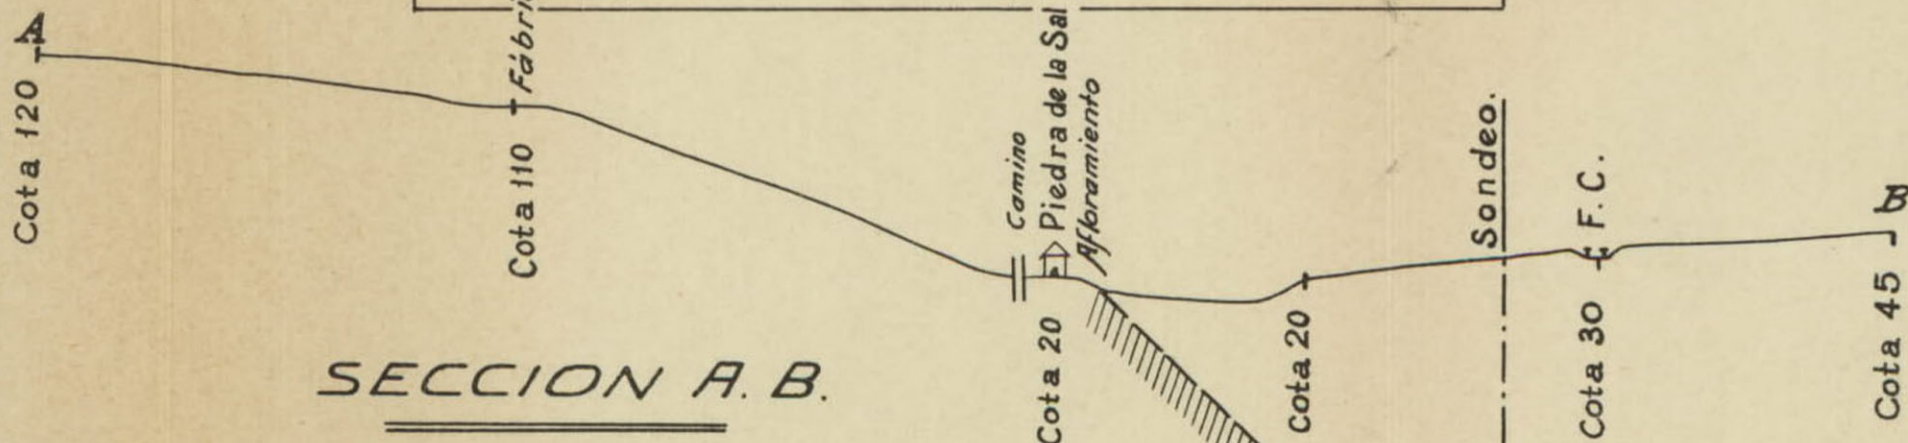 A
Cota 120
Cota 110
Camino
Piedra de la Sal
Afloramiento
Cota 20
Cota 20
Sondeo.
F. C.
Cota 30
B
Cota 45
SECCION A. B.